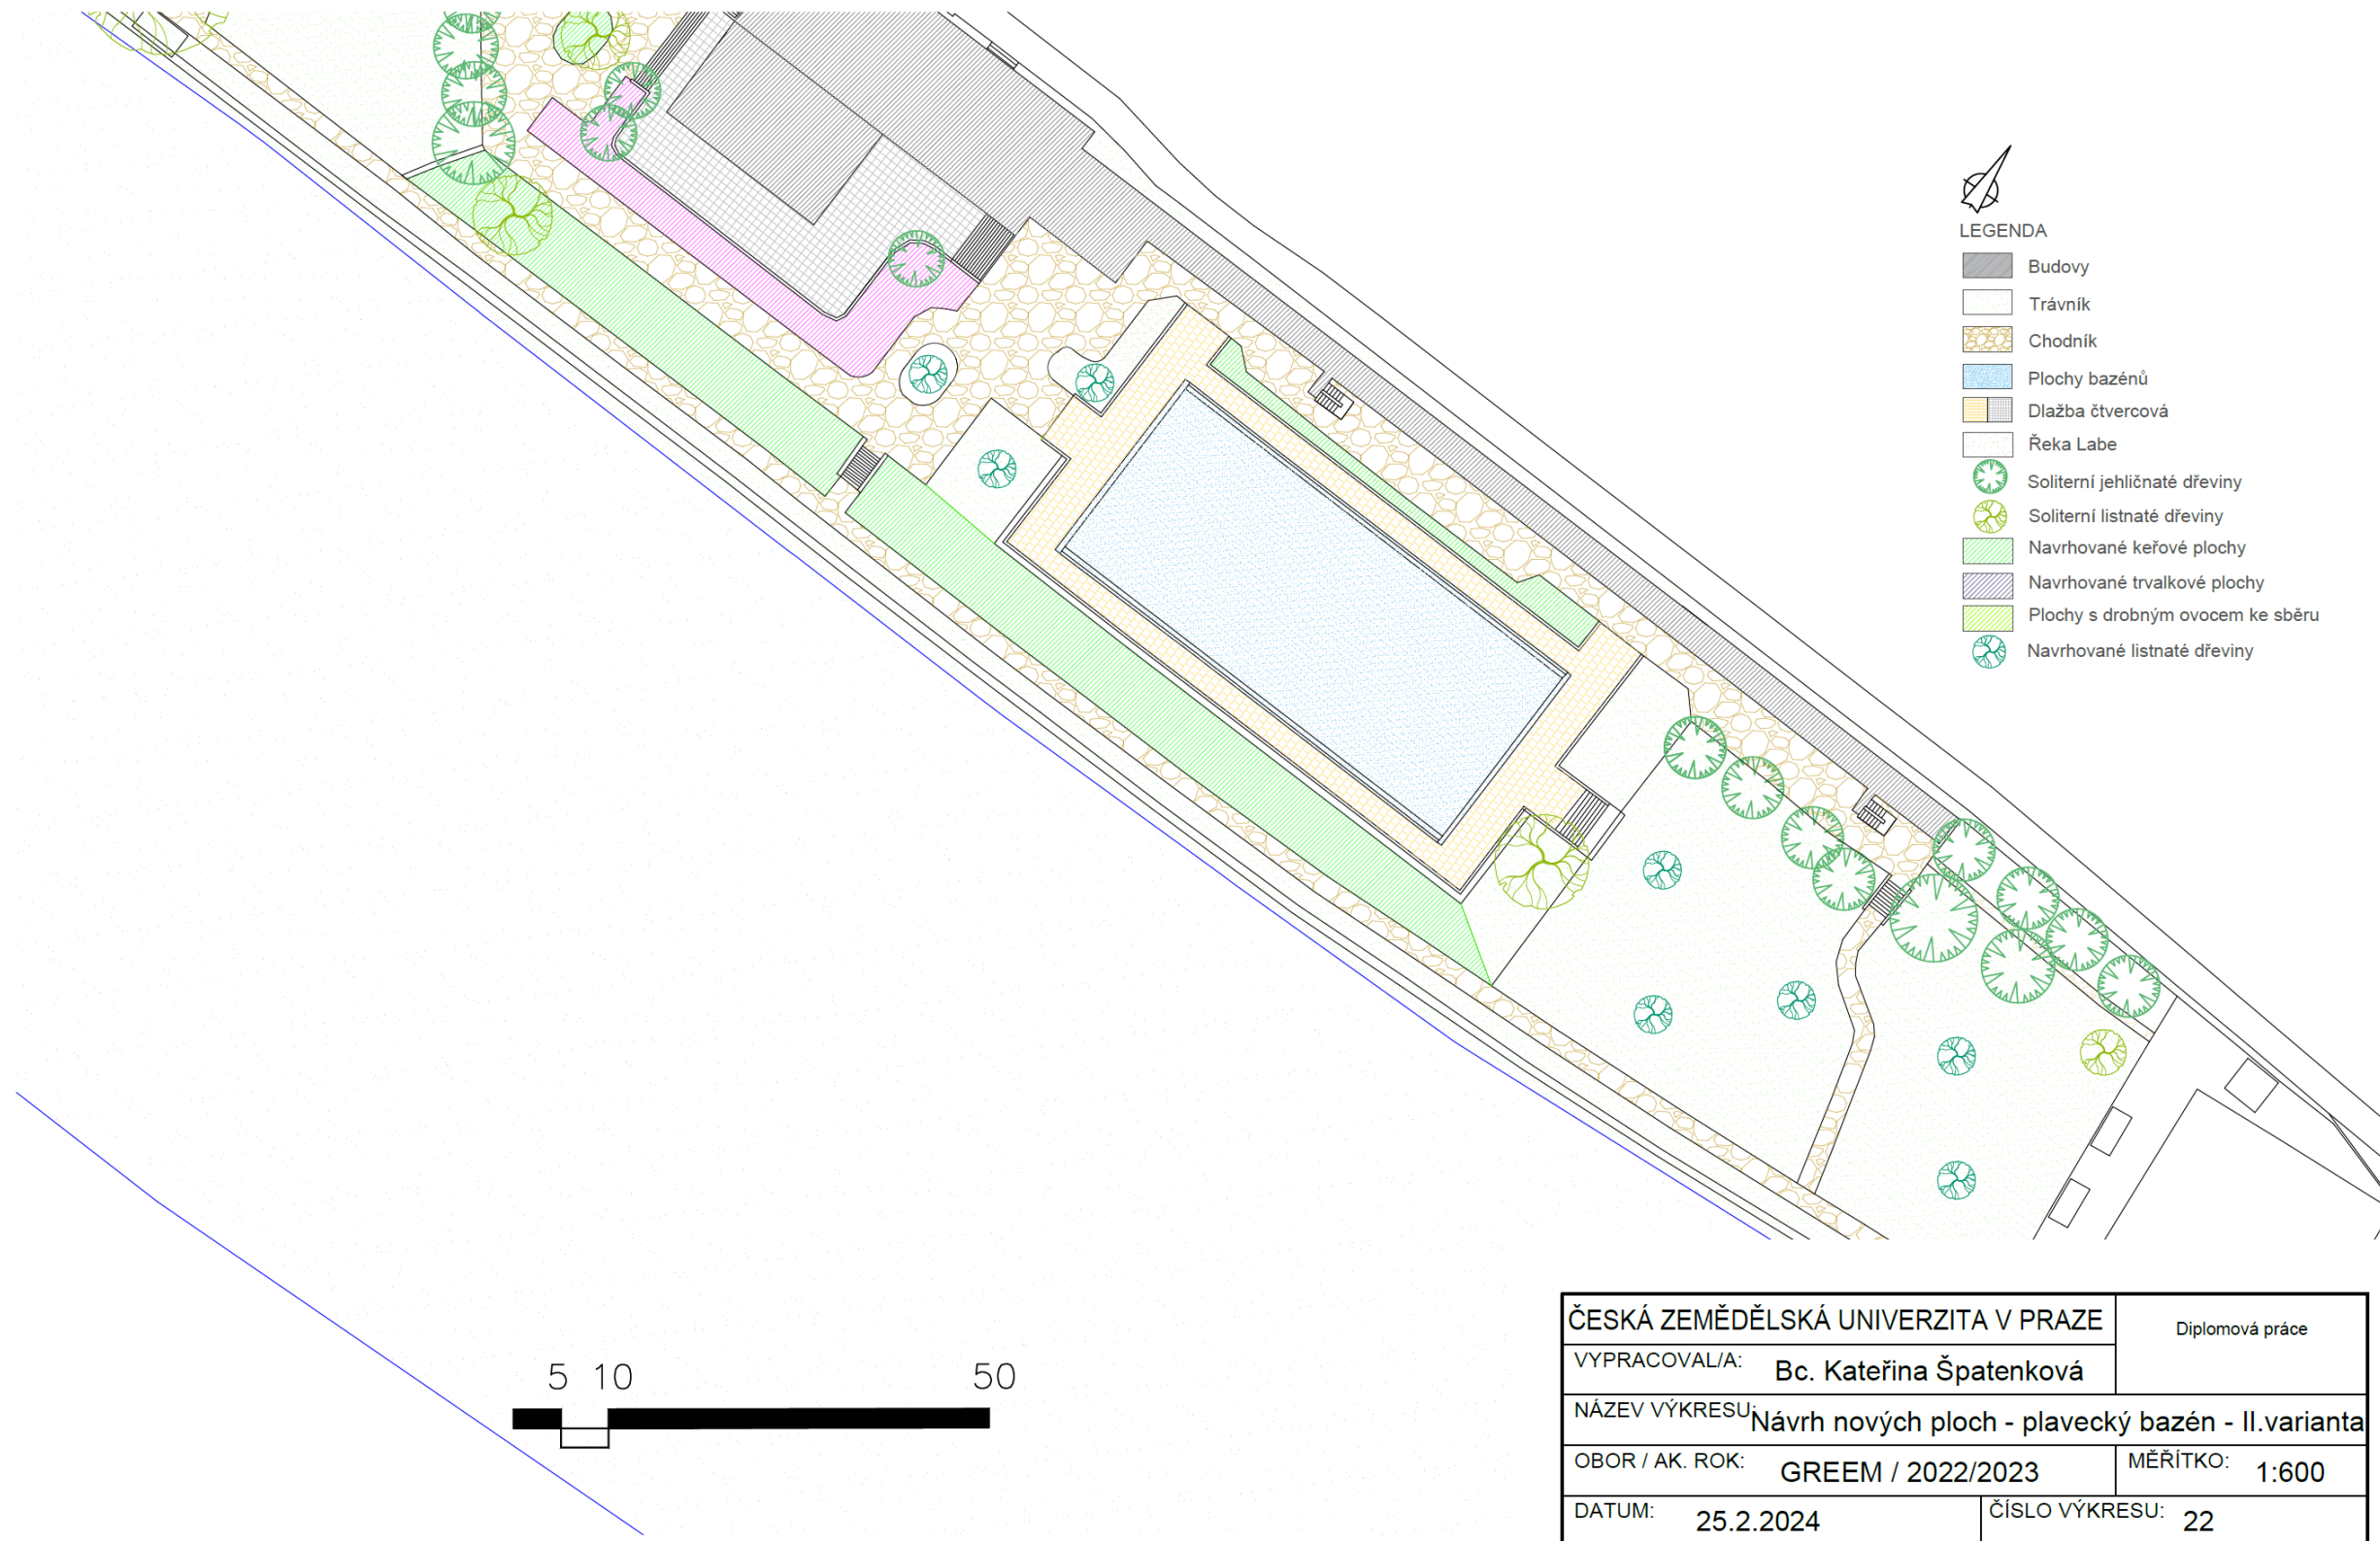 LEGENDA
Budovy
Trávník
Chodník
Plochy bazénů
Dlažba čtvercová
Řeka Labe
Soliterní jehličnaté dřeviny
Soliterní listnaté dřeviny
Navrhované keřové plochy
Navrhované trvalkové plochy
Plochy s drobným ovocem ke sběru
Navrhované listnaté dřeviny
5 10 50
ČESKÁ ZEMĚDĚLSKÁ UNIVERZITA V PRAZE
Diplomová práce
VYPRACOVAL/A: Bc. Kateřina Špatenková
NÁZEV VÝKRESU: Návrh nových ploch - plavecký bazén - II.varianta
OBOR / AK. ROK: GREEM / 2022/2023
MĚŘÍTKO: 1:600
DATUM: 25.2.2024
ČÍSLO VÝKRESU: 22